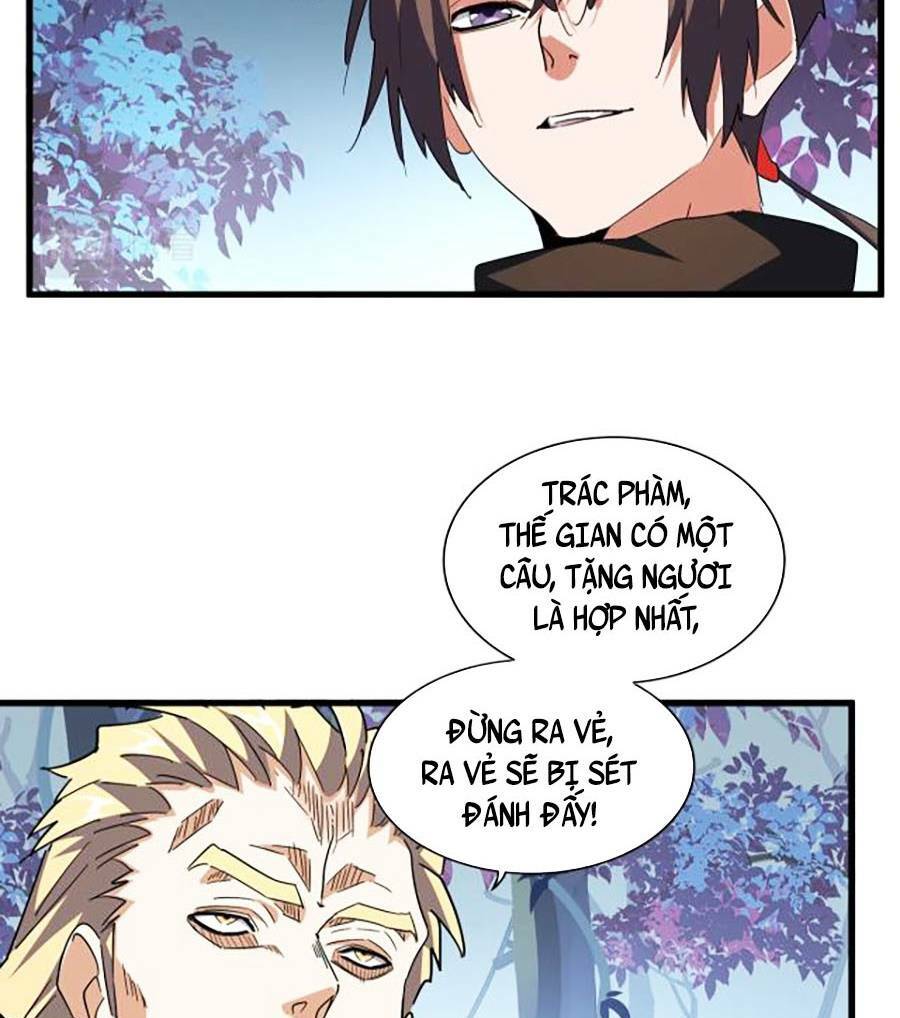 TRÁC PHÀM,
THẾ GIAN CÓ MỘT
CÂU, TẶNG NGƯƠI
LÀ HỢP NHẤT,
ĐỪNG RA VẺ,
RA VẺ SẼ BỊ SÉT
ĐÁNH ĐẤY!